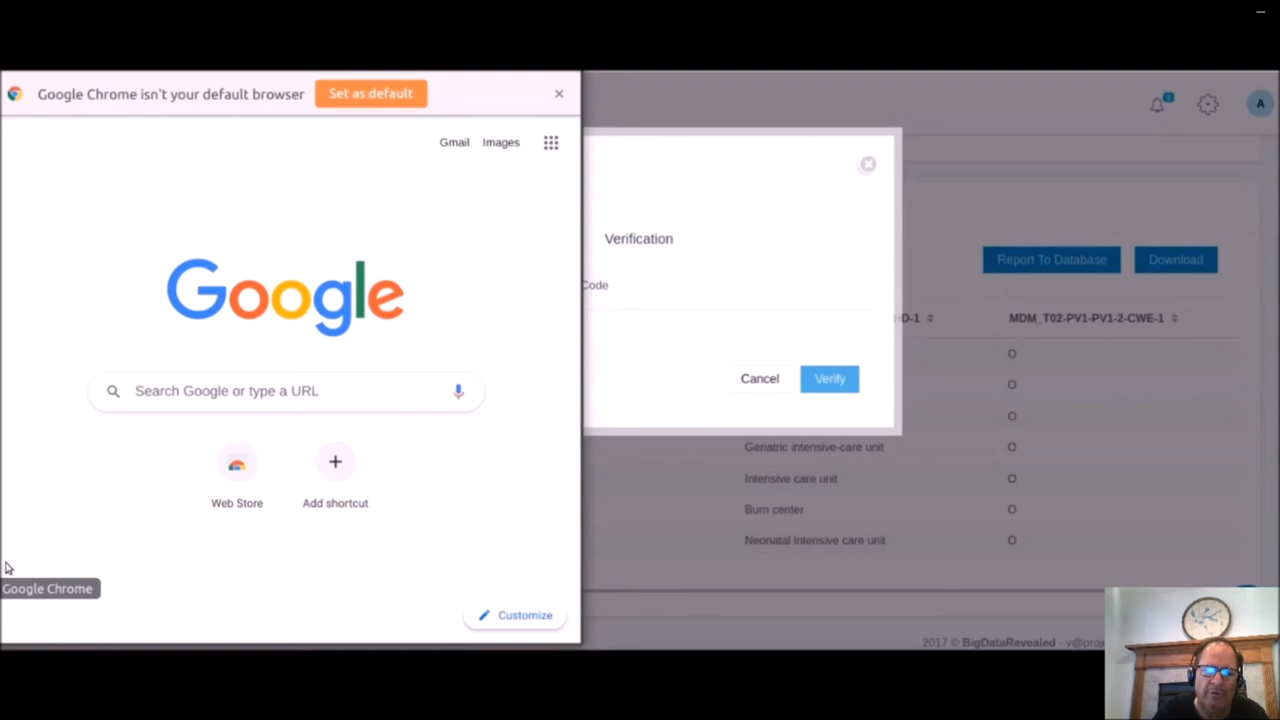 Google Chrome isn't your default browser
Set as default
Gmail
Images
Google
Search Google or type a URL
Web Store
Add shortcut
Google Chrome
Customize
A
Verification
Code
Cancel
Verify
Report To Database
Download
HD-1
MDM_T02-PV1-PV1-2-CWE-1
O
O
O
Geriatric intensive-care unit O
Intensive care unit O
Burn center O
Neonatal intensive care unit O
2017 © BigDataRevealed - v@proje